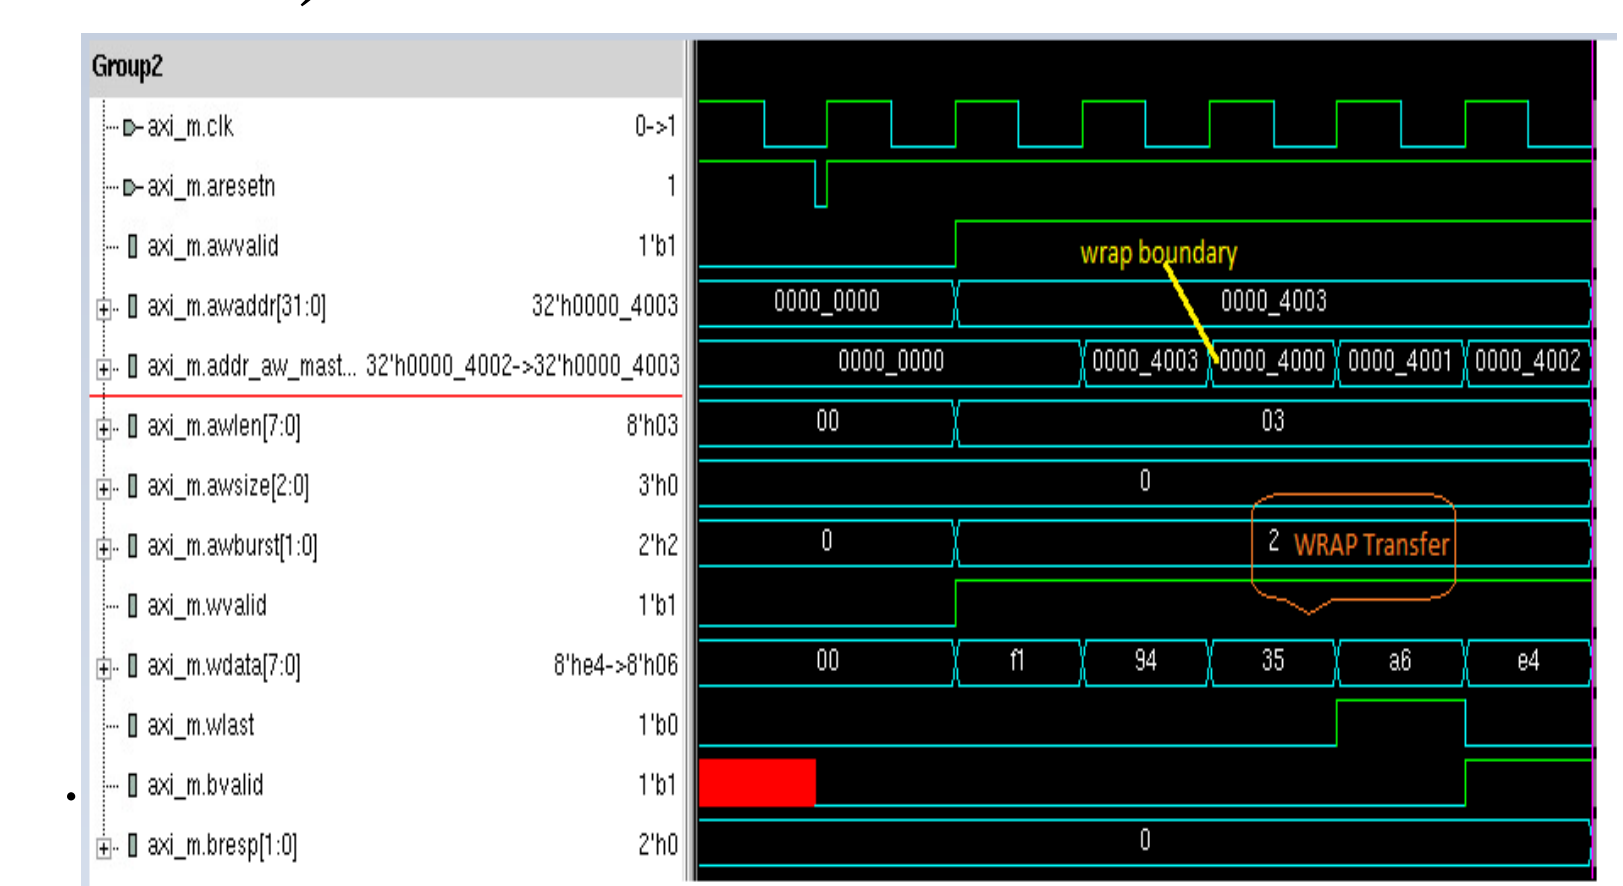 Group2
axi_m.clk 0->1
axi_m.aresetn 1
axi_m.awvalid 1'b1
wrap boundary
axi_m.awaddr[31:0] 32'h0000_4003 0000_0000 0000_4003
axi_m.addr_aw_mast... 32'h0000_4002->32'h0000_4003 0000_0000 0000_4003 0000_4000 0000_4001 0000_4002
axi_m.awlen[7:0] 8'h03 00 03
axi_m.awsize[2:0] 3'h0 0
axi_m.awburst[1:0] 2'h2 0 2 WRAP Transfer
axi_m.wvalid 1'b1
axi_m.wdata[7:0] 8'he4->8'h06 00 f1 94 35 a6 e4
axi_m.wlast 1'b0
axi_m.bvalid 1'b1
axi_m.bresp[1:0] 2'h0 0